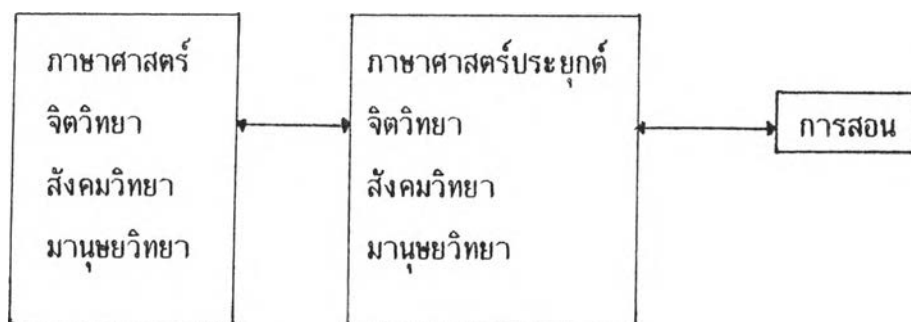 ภาษาศาสตร์
จิตวิทยา
สังคมวิทยา
มานุษยวิทยา
ภาษาศาสตร์ประยุกต์
จิตวิทยา
สังคมวิทยา
มานุษยวิทยา
การสอน